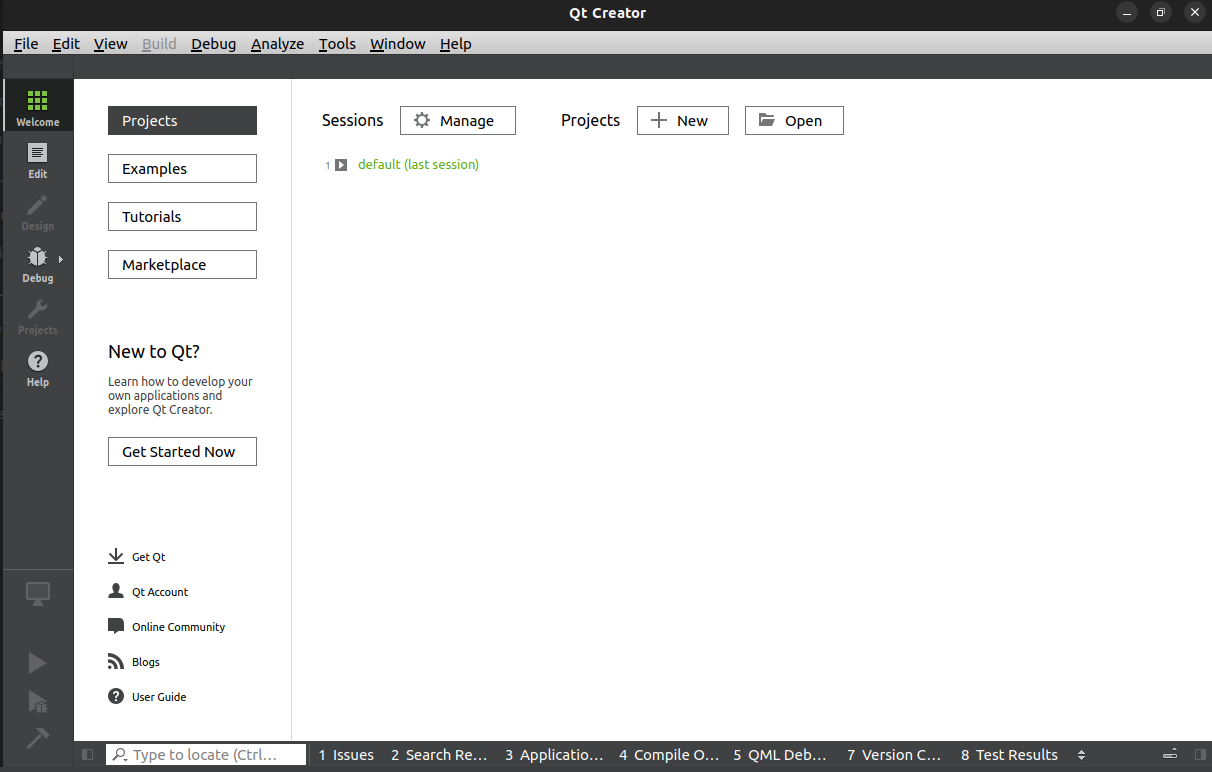 Qt Creator
File Edit View Build Debug Analyze Tools Window Help
Welcome
Edit
Design
Debug
Projects
Help
Projects
Examples
Tutorials
Marketplace
New to Qt?
Learn how to develop your
own applications and
explore Qt Creator.
Get Started Now
Get Qt
Qt Account
Online Community
Blogs
User Guide
Sessions Manage Projects New Open
1 default (last session)
Type to locate (Ctrl... 1 Issues 2 Search Re... 3 Applicatio... 4 Compile O... 5 QML Deb... 7 Version C... 8 Test Results